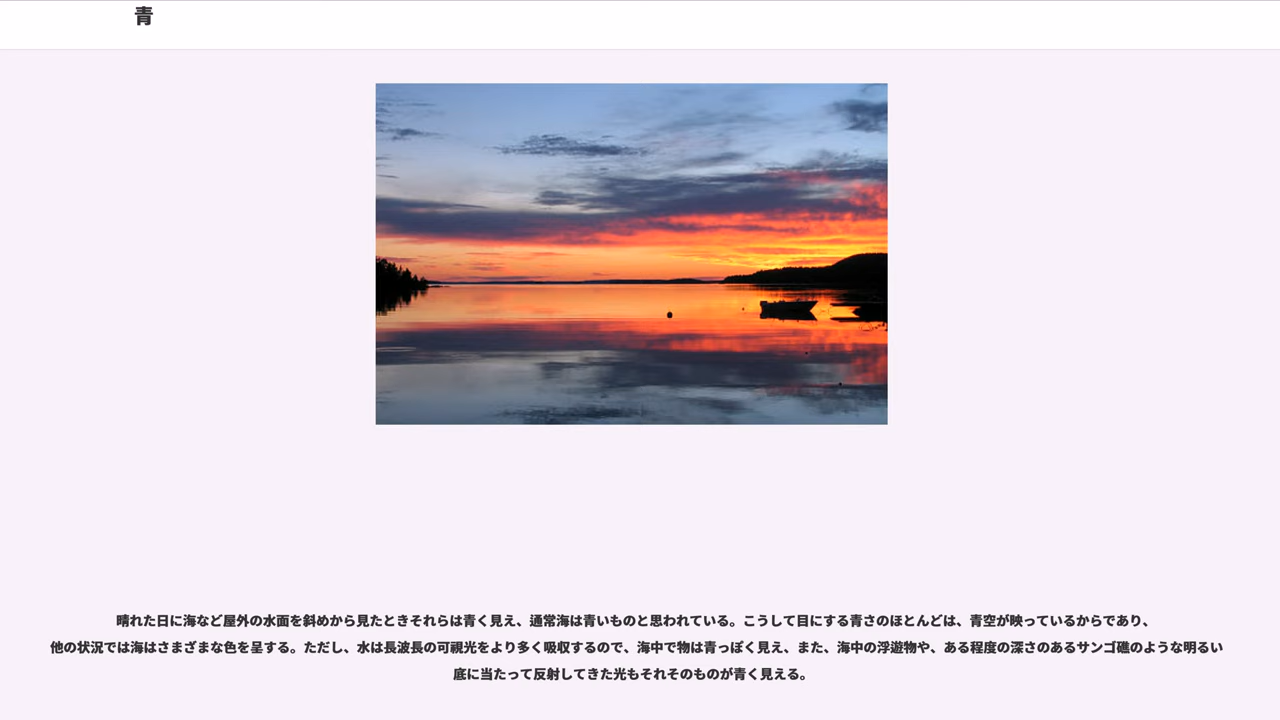 青
晴れた日に海など屋外の水面を斜めから見たときそれらは青く見え、通常海は青いものと思われている。こうして目にする青さのほとんどは、青空が映っているからであり、
他の状況では海はさまざまな色を呈する。ただし、水は長波長の可視光をより多く吸収するので、海中で物は青っぽく見え、また、海中の浮遊物や、ある程度の深さのあるサンゴ礁のような明るい
底に当たって反射してきた光もそれそのものが青く見える。